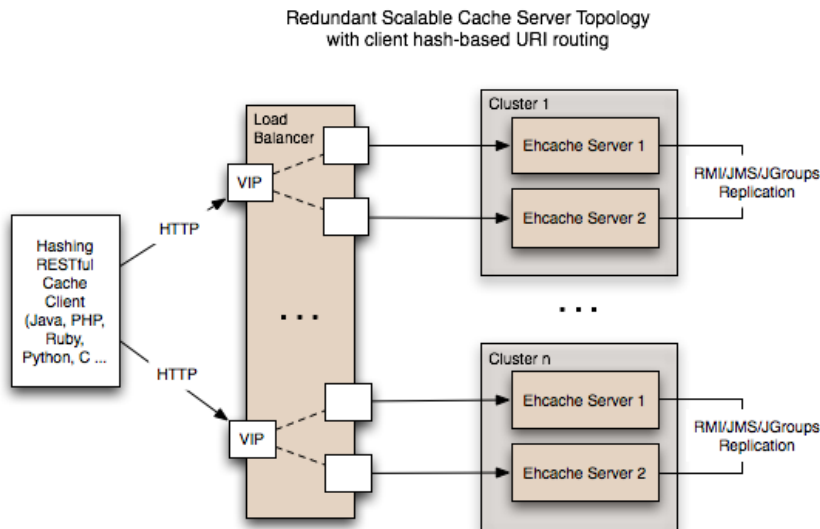 Redundant Scalable Cache Server Topology
with client hash-based URI routing
Load
Balancer
VIP
HTTP
Hashing
RESTful
Cache
Client
(Java, PHP,
Ruby,
Python, C ...
HTTP
VIP
...
Cluster 1
Ehcache Server 1
Ehcache Server 2
RMI/JMS/JGroups
Replication
...
Cluster n
Ehcache Server 1
Ehcache Server 2
RMI/JMS/JGroups
Replication